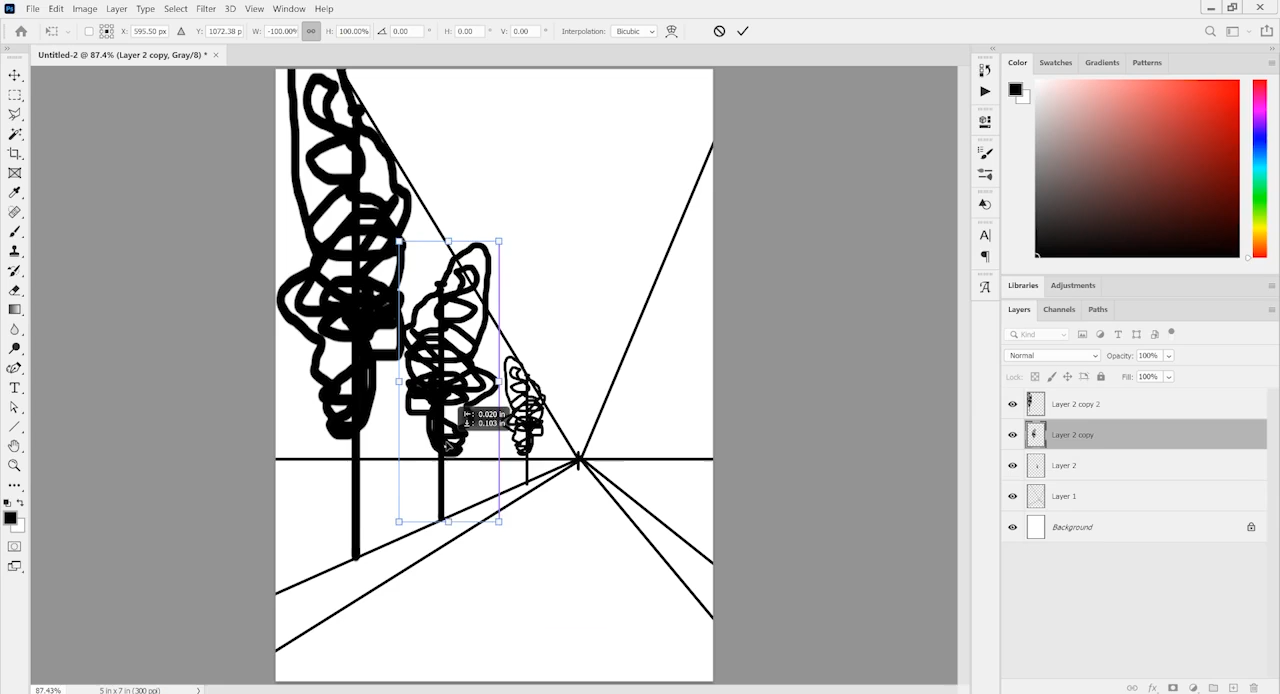 Ps File Edit Image Layer Type Select Filter 3D View Window Help
X: 595.50 px Y: 1072.38 p W: -100.00% H: 100.00% 0.00 ° H: 0.00 ° V: 0.00 ° Interpolation: Bicubic
Untitled-2 @ 87.4% (Layer 2 copy, Gray/8) * ×
Color Swatches Gradients Patterns
Libraries Adjustments
Layers Channels Paths
Kind
Normal Opacity: 100%
Lock: Fill: 100%
Layer 2 copy 2
Layer 2 copy
Layer 2
Layer 1
Background
0.020 in
0.103 in
87.43% 5 in x 7 in (300 ppi)